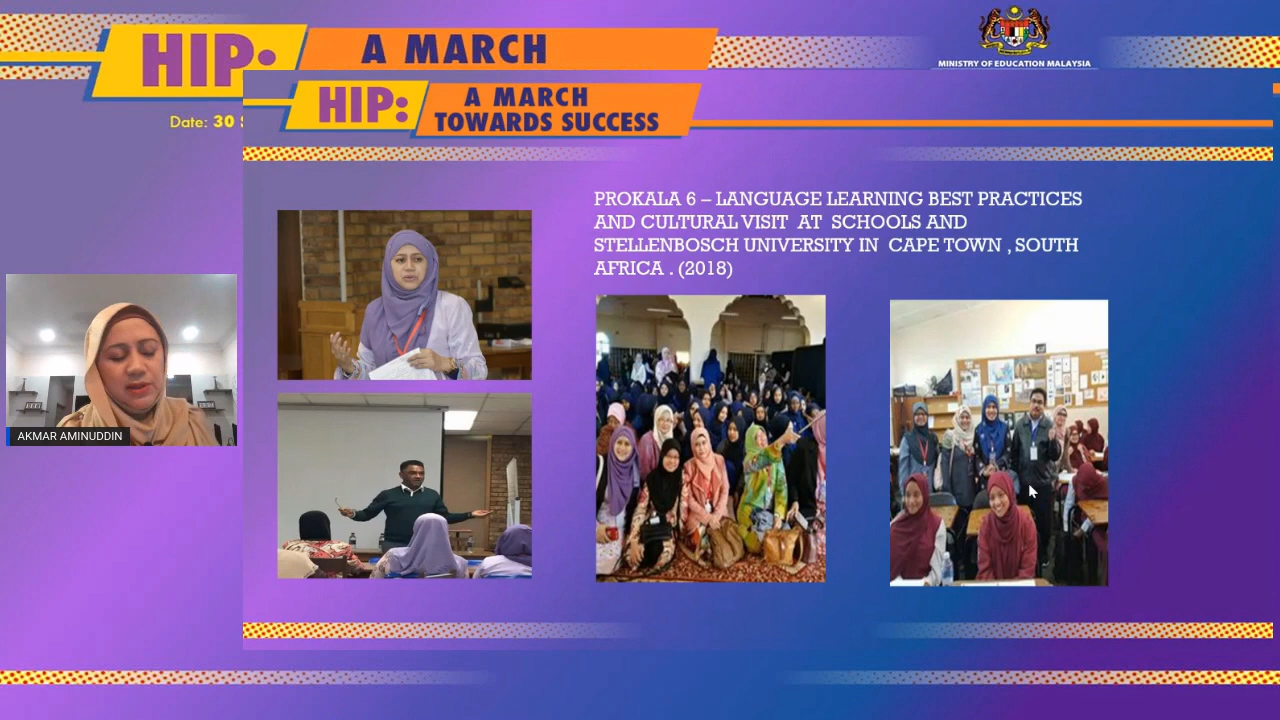 HIP:
A MARCH
MINISTRY OF EDUCATION MALAYSIA
Date: 30 S
HIP:
A MARCH
TOWARDS SUCCESS
PROKALA 6 – LANGUAGE LEARNING BEST PRACTICES
AND CULTURAL VISIT AT SCHOOLS AND
STELLENBOSCH UNIVERSITY IN CAPE TOWN , SOUTH
AFRICA . (2018)
AKMAR AMINUDDIN